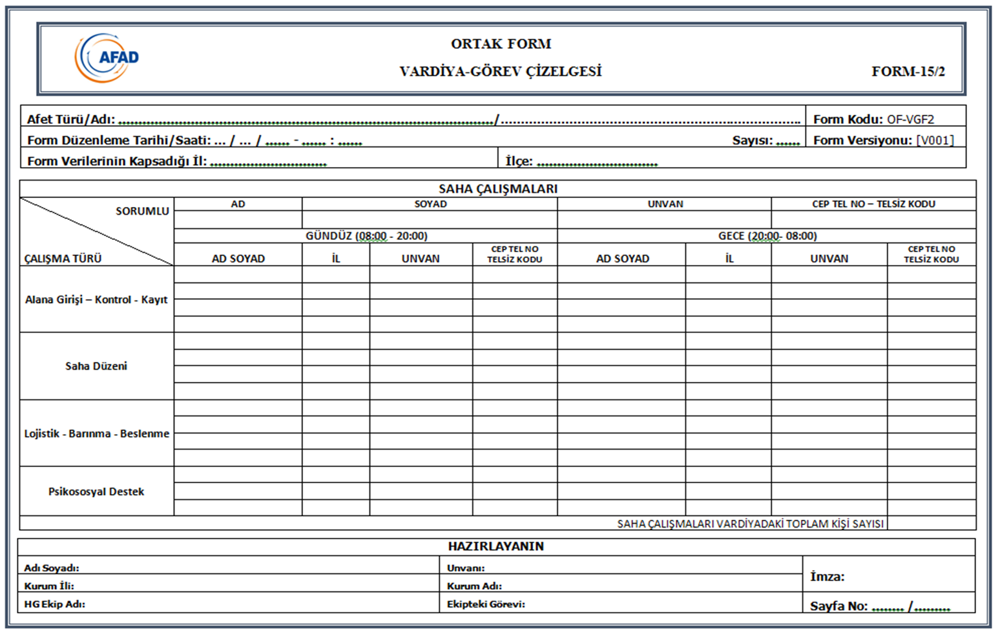 AFAD
ORTAK FORM
VARDİYA-GÖREV ÇİZELGESİ
FORM-15/2
Afet Türü/Adı: ................................................................................/................................................................................
Form Kodu: OF-VGF2
Form Düzenleme Tarihi/Saati: ... / ... / ...... - ...... : ......
Sayısı: ......
Form Versiyonu: [V001]
Form Verilerinin Kapsadığı İl: .............................
İlçe: ..............................
SAHA ÇALIŞMALARI
SORUMLU
ÇALIŞMA TÜRÜ
AD SOYAD UNVAN CEP TEL NO – TELSİZ KODU
GÜNDÜZ (08:00 - 20:00) GECE (20:00- 08:00)
AD SOYAD İL UNVAN CEP TEL NO TELSİZ KODU AD SOYAD İL UNVAN CEP TEL NO TELSİZ KODU
Alana Girişi – Kontrol - Kayıt
Saha Düzeni
Lojistik - Barınma - Beslenme
Psikososyal Destek
SAHA ÇALIŞMALARI VARDİYADAKİ TOPLAM KİŞİ SAYISI
HAZIRLAYANIN
Adı Soyadı:
Unvanı:
İmza:
Kurum İli:
Kurum Adı:
HG Ekip Adı:
Ekipteki Görevi:
Sayfa No: ........ /.........